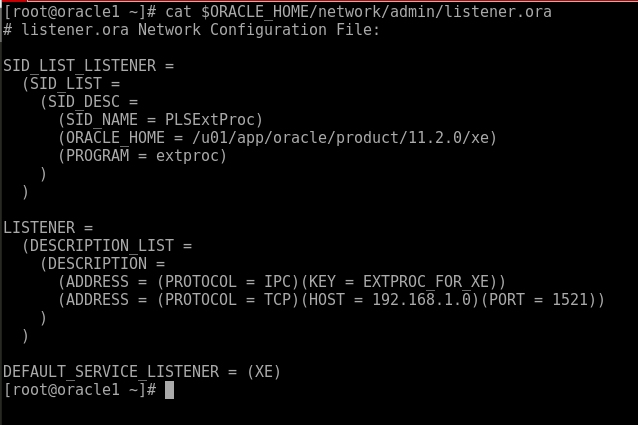 [root@oracle1 ~]# cat $ORACLE_HOME/network/admin/listener.ora
# listener.ora Network Configuration File:

SID_LIST_LISTENER =
  (SID_LIST =
    (SID_DESC =
      (SID_NAME = PLSExtProc)
      (ORACLE_HOME = /u01/app/oracle/product/11.2.0/xe)
      (PROGRAM = extproc)
    )
  )

LISTENER =
  (DESCRIPTION_LIST =
    (DESCRIPTION =
      (ADDRESS = (PROTOCOL = IPC)(KEY = EXTPROC_FOR_XE))
      (ADDRESS = (PROTOCOL = TCP)(HOST = 192.168.1.0)(PORT = 1521))
    )
  )

DEFAULT_SERVICE_LISTENER = (XE)
[root@oracle1 ~]#